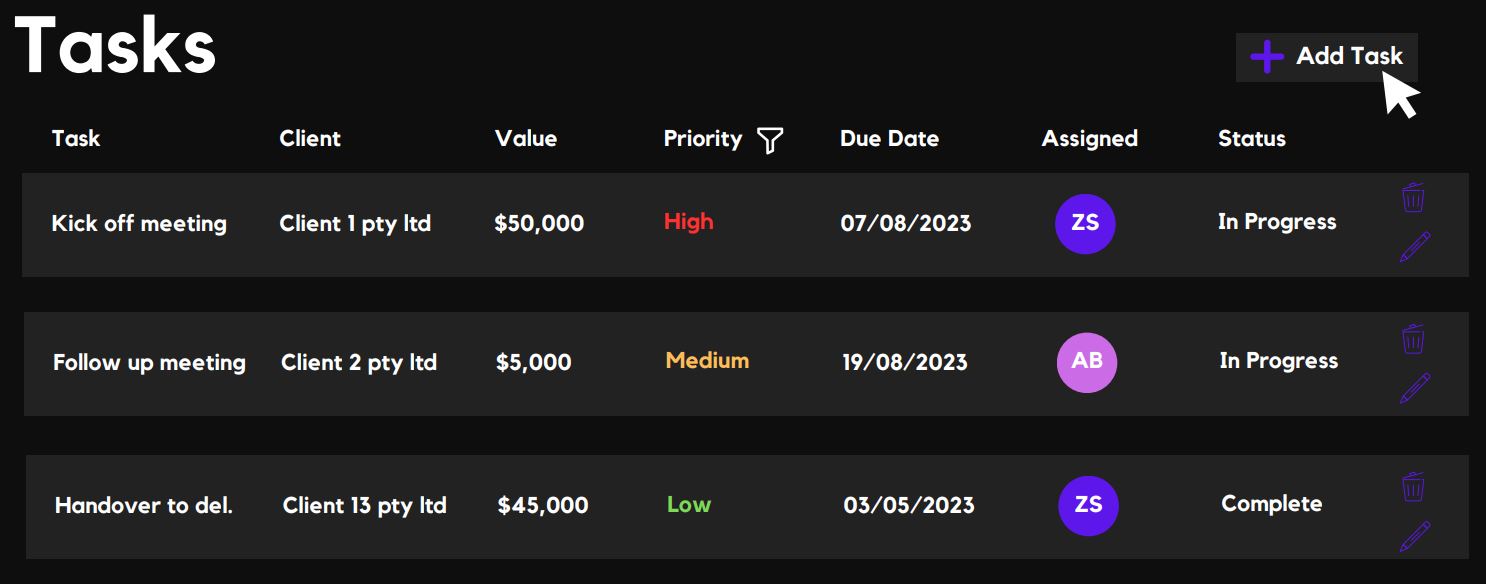 Tasks
Add Task
Task Client Value Priority Due Date Assigned Status
Kick off meeting Client 1 pty ltd $50,000 High 07/08/2023 ZS In Progress
Follow up meeting Client 2 pty ltd $5,000 Medium 19/08/2023 AB In Progress
Handover to del. Client 13 pty ltd $45,000 Low 03/05/2023 ZS Complete